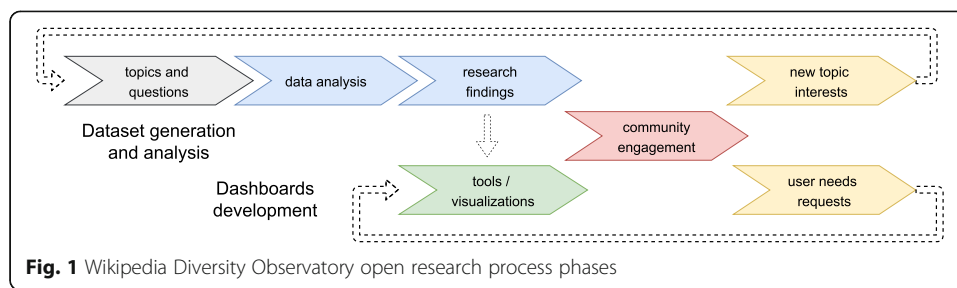 topics and
questions
data analysis
research
findings
new topic
interests
Dataset generation
and analysis
community
engagement
Dashboards
development
tools /
visualizations
user needs
requests
Fig. 1 Wikipedia Diversity Observatory open research process phases